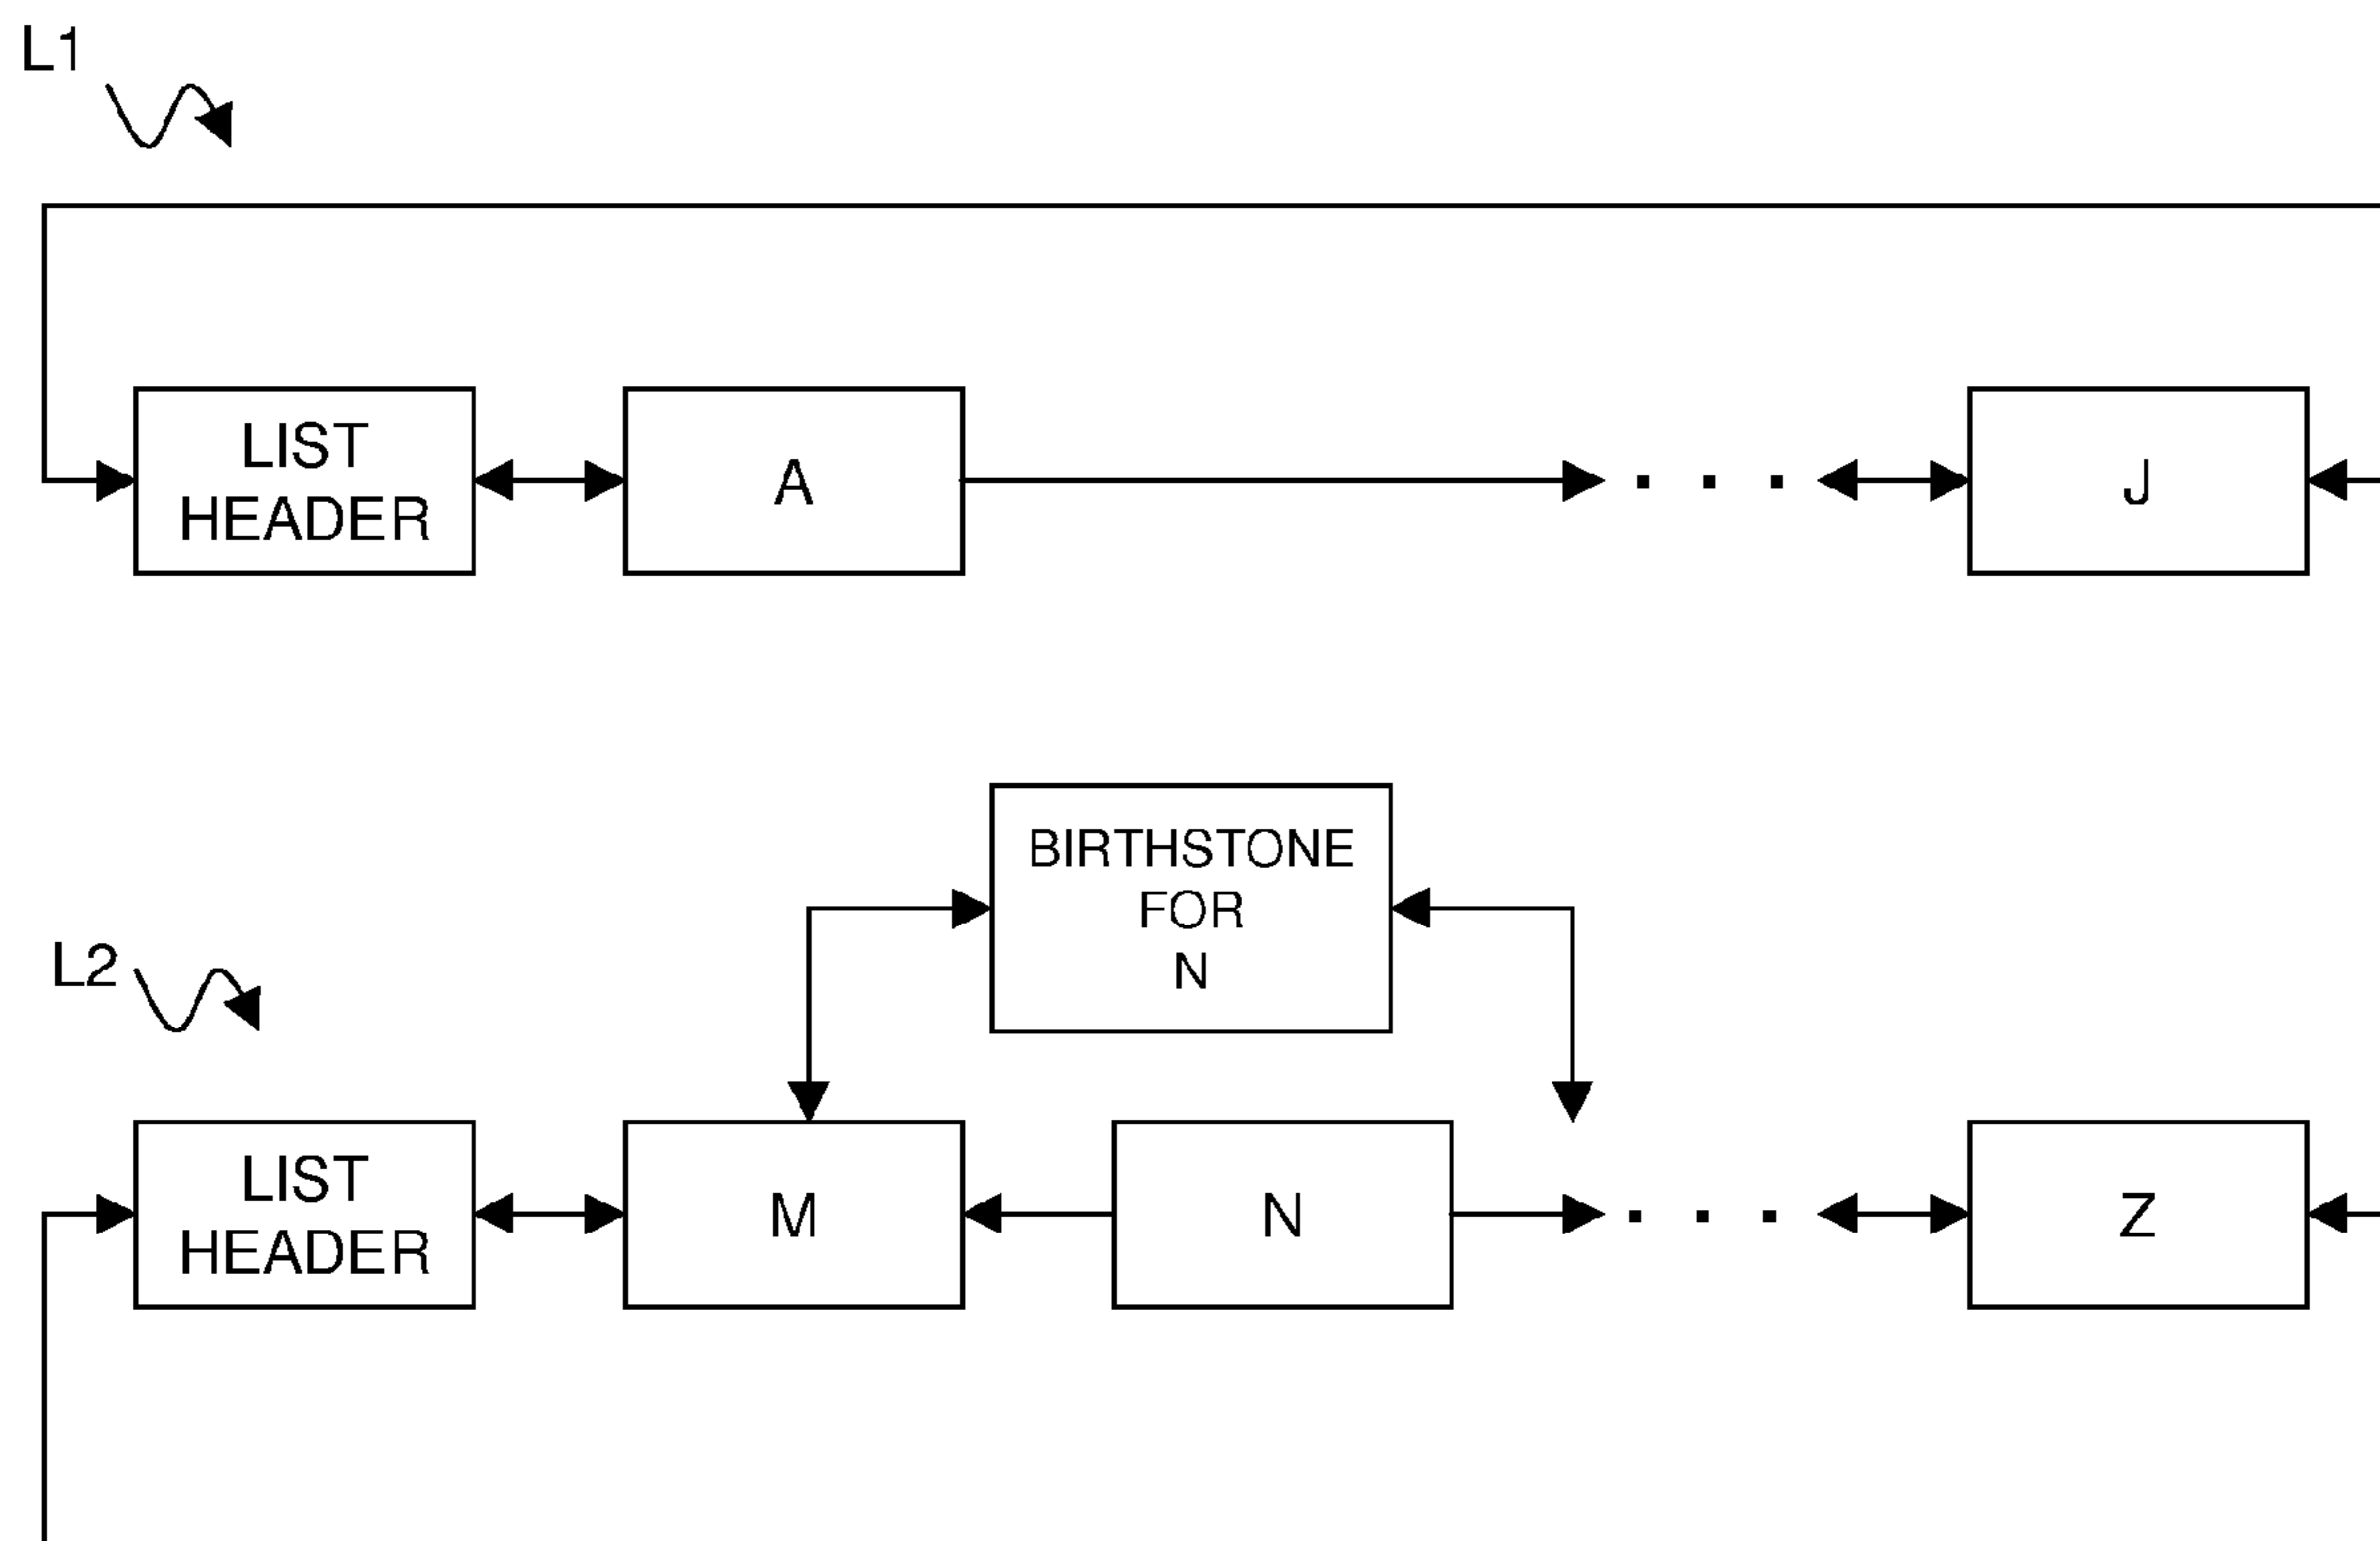 L1
LIST
HEADER
A
. . .
J
BIRTHSTONE
FOR
N
L2
LIST
HEADER
M
N
. . .
Z